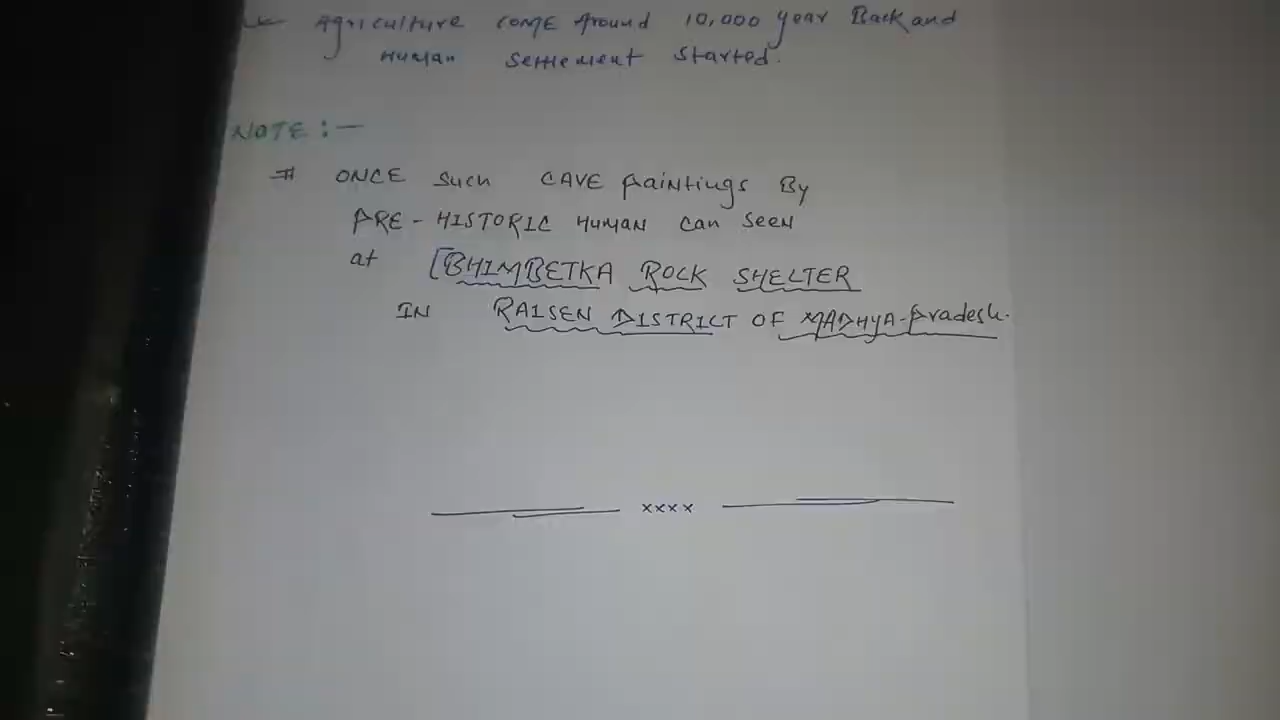 Agriculture come Around 10,000 year Back and
Human Settlement Started.
NOTE :-
# ONCE Such CAVE Paintings By
PRE-HISTORIC HUMAN can Seen
at [BHIMBETKA ROCK SHELTER
IN RAISEN DISTRICT OF MADHYA-Pradesh.
xxxx